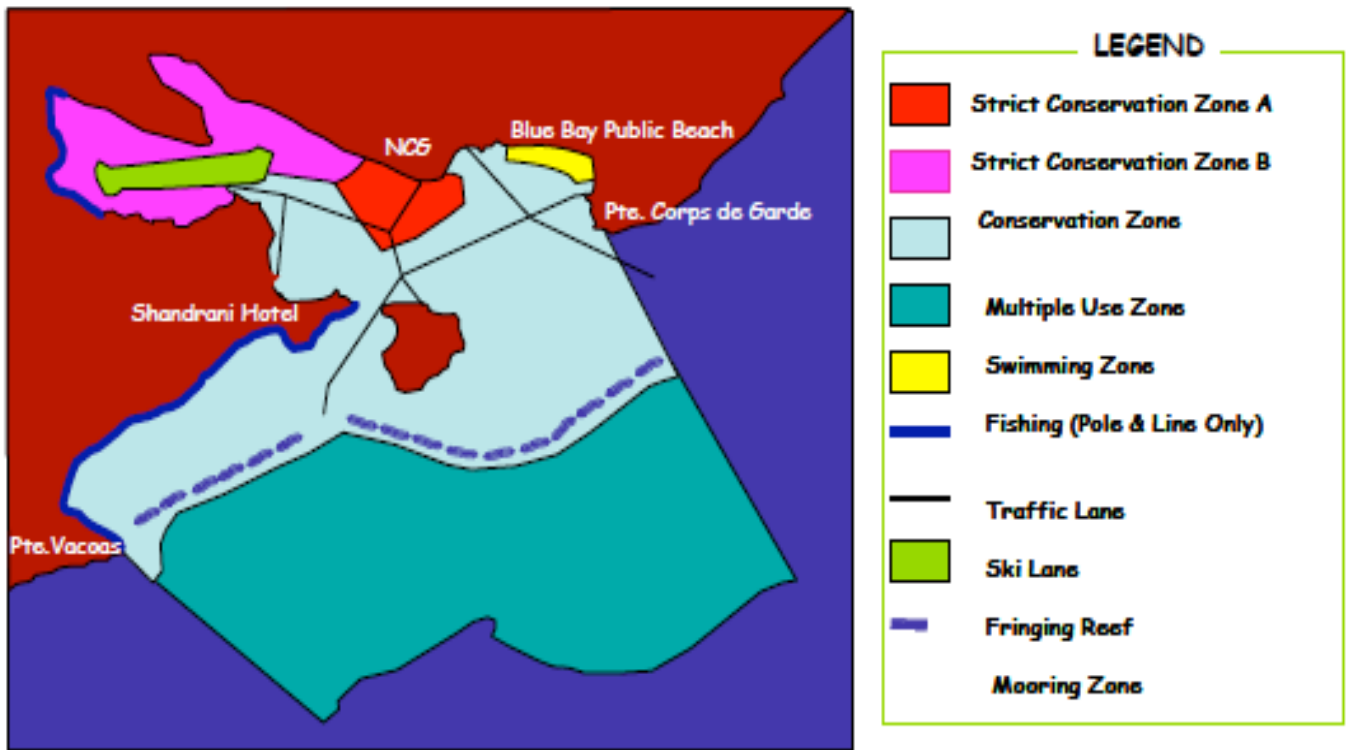 LEGEND
Strict Conservation Zone A
Strict Conservation Zone B
Conservation Zone
Multiple Use Zone
Swimming Zone
Fishing (Pole & Line Only)
Traffic Lane
Ski Lane
Fringing Reef
Mooring Zone
Blue Bay Public Beach
NCG
Pte. Corps de Garde
Shandrani Hotel
Pte.Vacoas